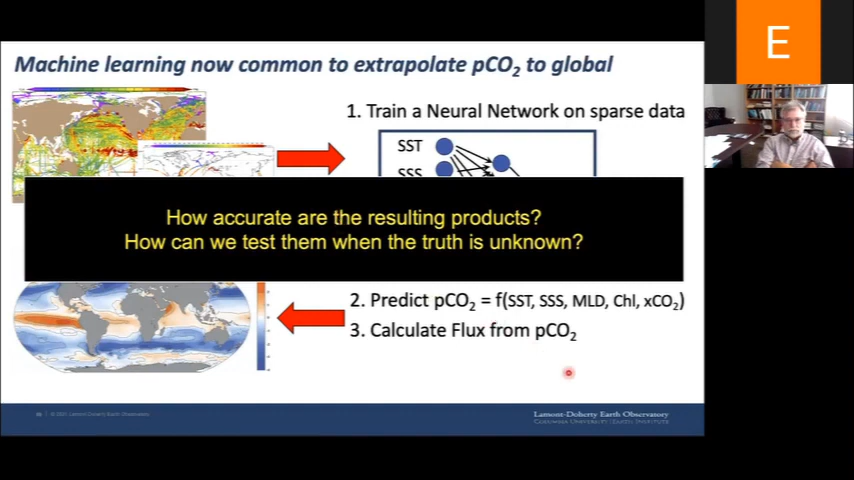 E
Machine learning now common to extrapolate pCO₂ to global
1. Train a Neural Network on sparse data
SST
SSS
How accurate are the resulting products?
How can we test them when the truth is unknown?
2. Predict pCO₂ = f(SST, SSS, MLD, Chl, xCO₂)
3. Calculate Flux from pCO₂
Lamont-Doherty Earth Observatory
Columbia University | Earth Institute